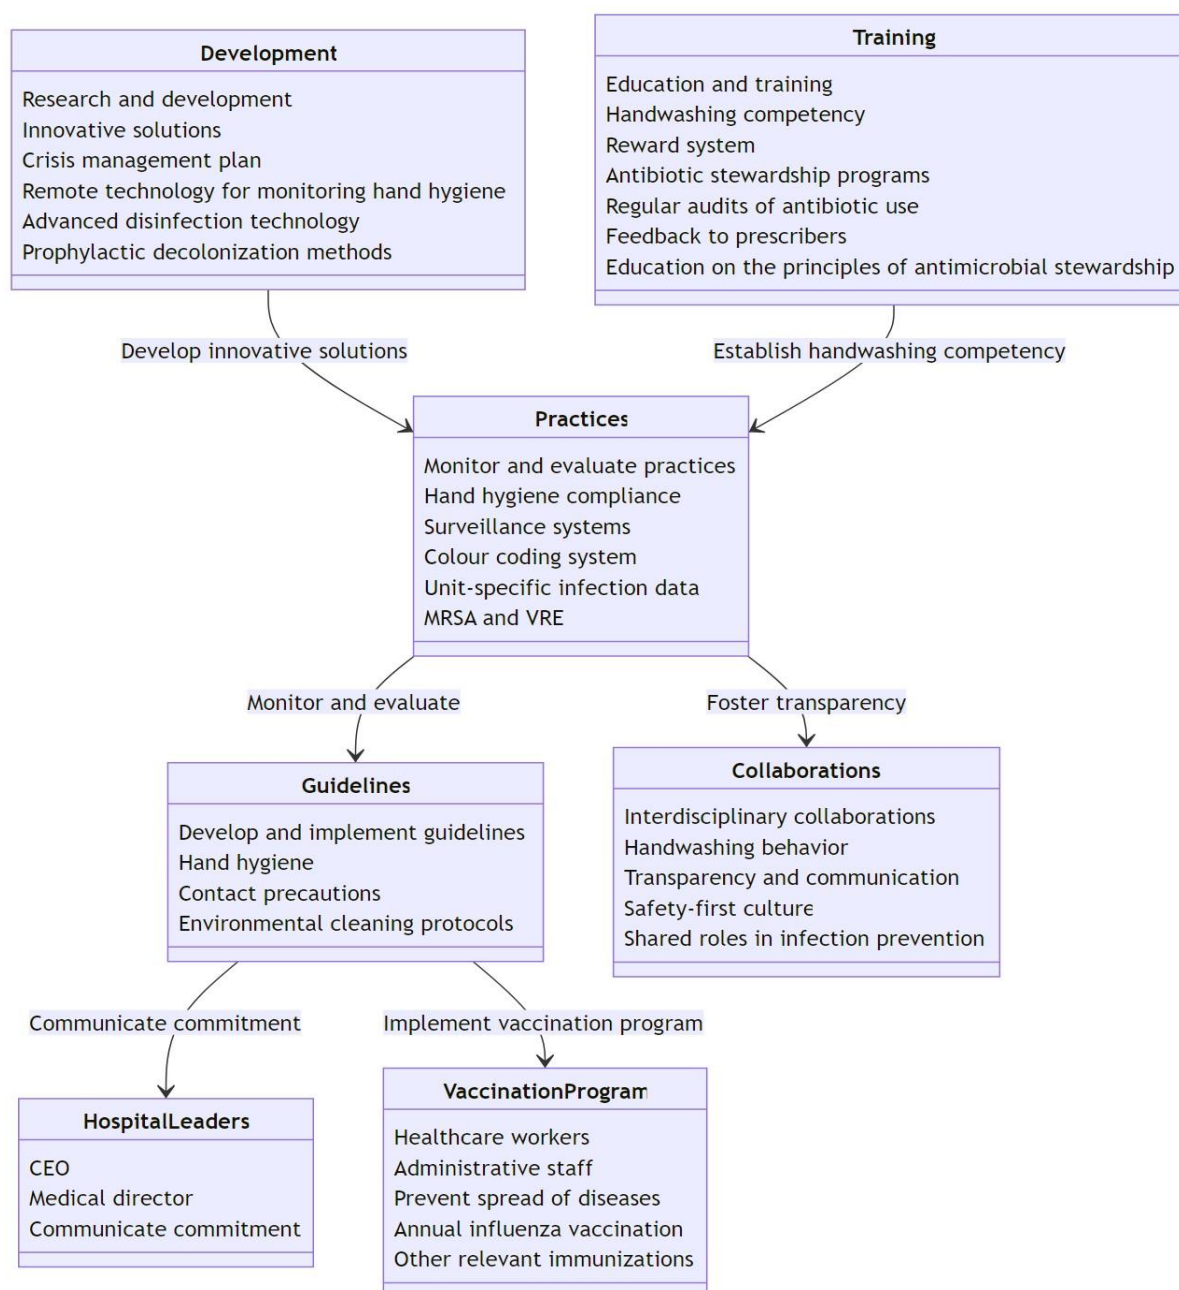 Development
Research and development
Innovative solutions
Crisis management plan
Remote technology for monitoring hand hygiene
Advanced disinfection technology
Prophylactic decolonization methods
Training
Education and training
Handwashing competency
Reward system
Antibiotic stewardship programs
Regular audits of antibiotic use
Feedback to prescribers
Education on the principles of antimicrobial stewardship
Develop innovative solutions
Establish handwashing competency
Practices
Monitor and evaluate practices
Hand hygiene compliance
Surveillance systems
Colour coding system
Unit-specific infection data
MRSA and VRE
Monitor and evaluate
Foster transparency
Guidelines
Develop and implement guidelines
Hand hygiene
Contact precautions
Environmental cleaning protocols
Collaborations
Interdisciplinary collaborations
Handwashing behavior
Transparency and communication
Safety-first culture
Shared roles in infection prevention
Communicate commitment
Implement vaccination program
HospitalLeaders
CEO
Medical director
Communicate commitment
VaccinationProgram
Healthcare workers
Administrative staff
Prevent spread of diseases
Annual influenza vaccination
Other relevant immunizations